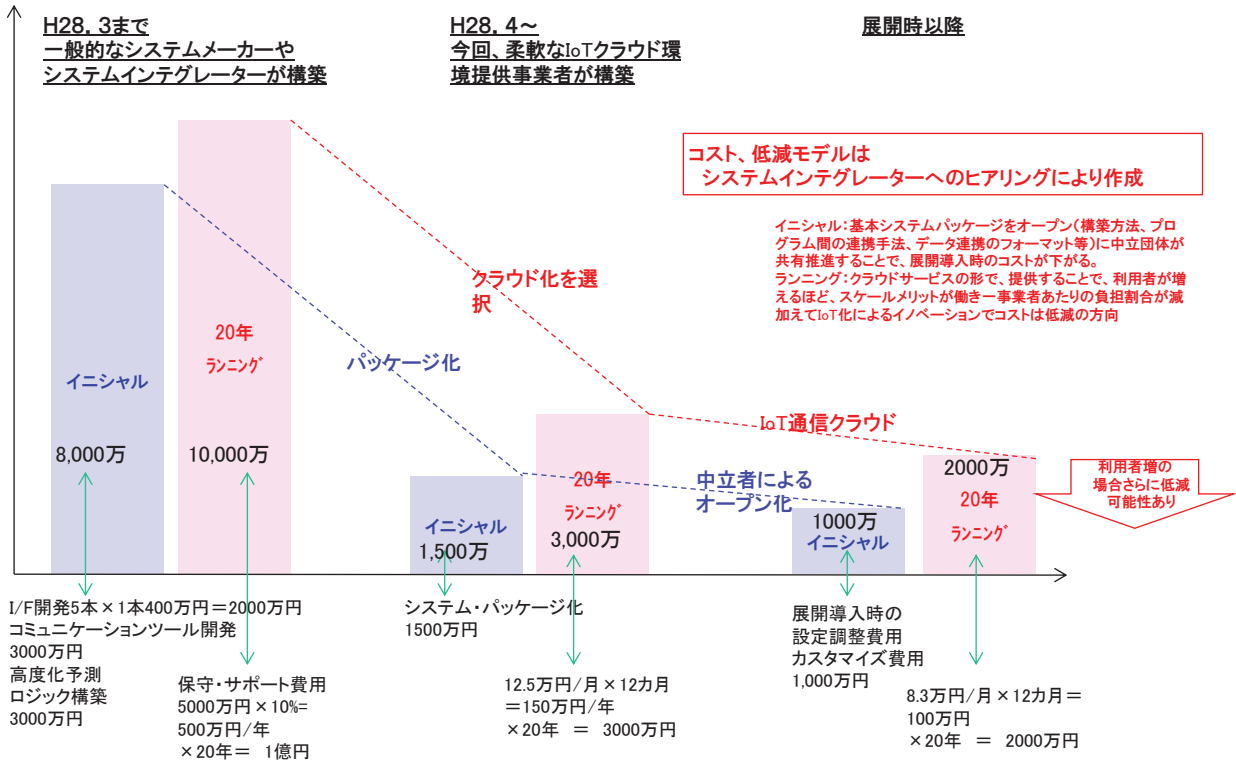 H28.3まで
一般的なシステムメーカーや
システムインテグレーターが構築
H28.4～
今回、柔軟なIoTクラウド環
境提供事業者が構築
展開時以降
コスト、低減モデルは
システムインテグレーターへのヒアリングにより作成
イニシャル：基本システムパッケージをオープン（構築方法、プロ
グラム間の連携手法、データ連携のフォーマット等）に中立団体が
共有推進することで、展開導入時のコストが下がる。
ランニング：クラウドサービスの形で、提供することで、利用者が増
えるほど、スケールメリットが働き一事業者あたりの負担割合が減
加えてIoT化によるイノベーションでコストは低減の方向
クラウド化を選
択
パッケージ化
IoT通信クラウド
中立者による
オープン化
イニシャル
8,000万
20年
ランニング
10,000万
イニシャル
1,500万
20年
ランニング
3,000万
1000万
イニシャル
2000万
20年
ランニング
利用者増の
場合さらに低減
可能性あり
I/F開発5本×1本400万円＝2000万円
コミュニケーションツール開発
3000万円
高度化予測
ロジック構築
3000万円
保守・サポート費用
5000万円×10%=
500万円/年
×20年＝ 1億円
システム・パッケージ化
1500万円
12.5万円/月×12カ月
＝150万円/年
×20年 ＝ 3000万円
展開導入時の
設定調整費用
カスタマイズ費用
1,000万円
8.3万円/月×12カ月＝
100万円
×20年 ＝ 2000万円